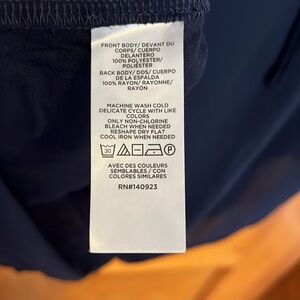 FRONT BODY/DEVANT DU
CORPS/ CUERPO
DELANTERO
100% POLYESTER/
POLIÉSTER
BACK BODY/DOS/ CUERPO
DE LA ESPALDA
100% RAYON/ RAYONNE/
RAYÓN
MACHINE WASH COLD
DELICATE CYCLE WITH LIKE
COLORS
ONLY NON-CHLORINE
BLEACH WHEN NEEDED
RESHAPE DRY FLAT
COOL IRON WHEN NEEDED
30 P
AVEC DES COULEURS
SEMBLABLES / CON
COLORES SIMILARES
RN#140923